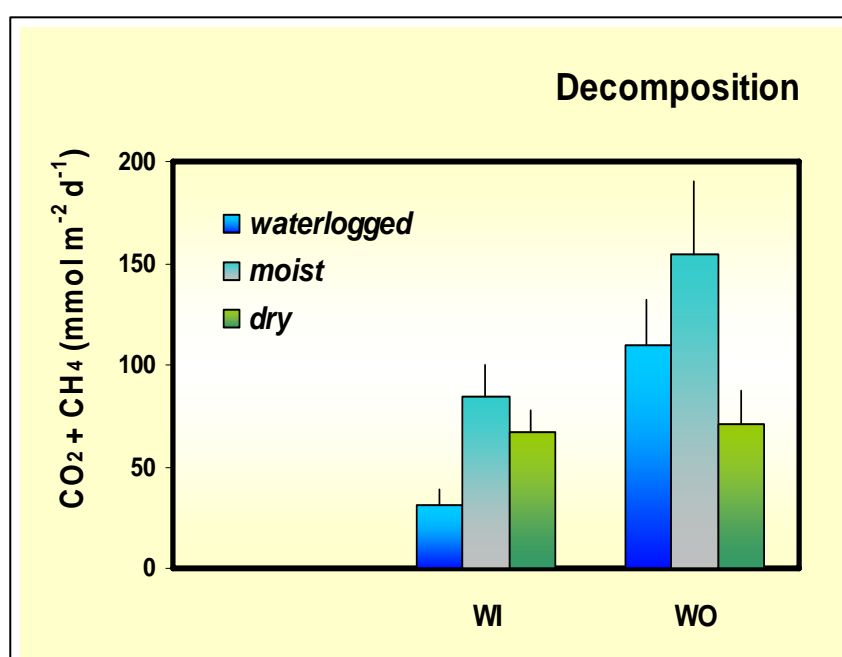 Decomposition
CO₂ + CH₄ (mmol m⁻² d⁻¹)
200
150
100
50
0
waterlogged
moist
dry
WI WO